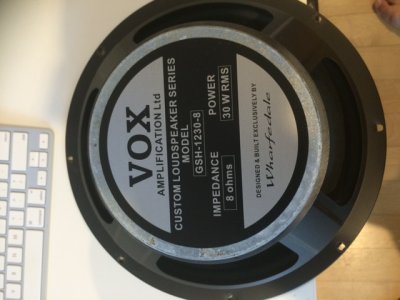 VOX
AMPLIFICATION Ltd
CUSTOM LOUDSPEAKER SERIES
MODEL
GSH-1230-8
IMPEDANCE POWER
8 ohms 30 W RMS
DESIGNED & BUILT EXCLUSIVELY BY
Wharfedale